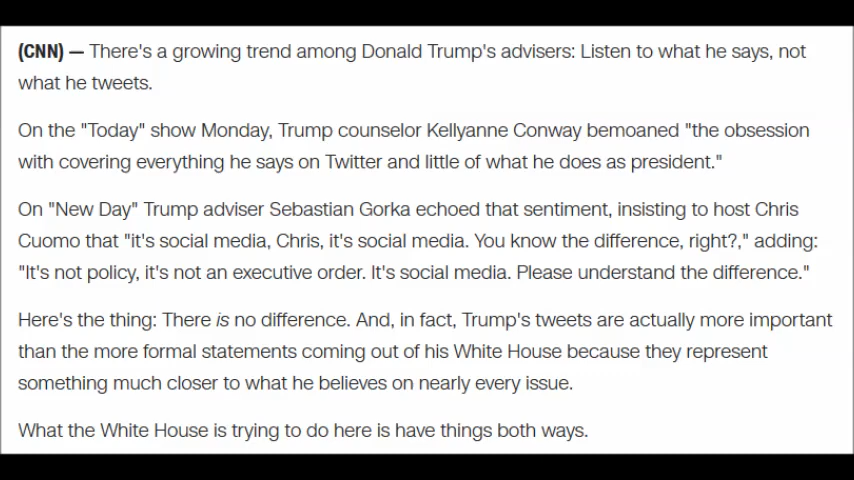 (CNN) — There's a growing trend among Donald Trump's advisers: Listen to what he says, not
what he tweets.
On the "Today" show Monday, Trump counselor Kellyanne Conway bemoaned "the obsession
with covering everything he says on Twitter and little of what he does as president."
On "New Day" Trump adviser Sebastian Gorka echoed that sentiment, insisting to host Chris
Cuomo that "it's social media, Chris, it's social media. You know the difference, right?," adding:
"It's not policy, it's not an executive order. It's social media. Please understand the difference."
Here's the thing: There is no difference. And, in fact, Trump's tweets are actually more important
than the more formal statements coming out of his White House because they represent
something much closer to what he believes on nearly every issue.
What the White House is trying to do here is have things both ways.